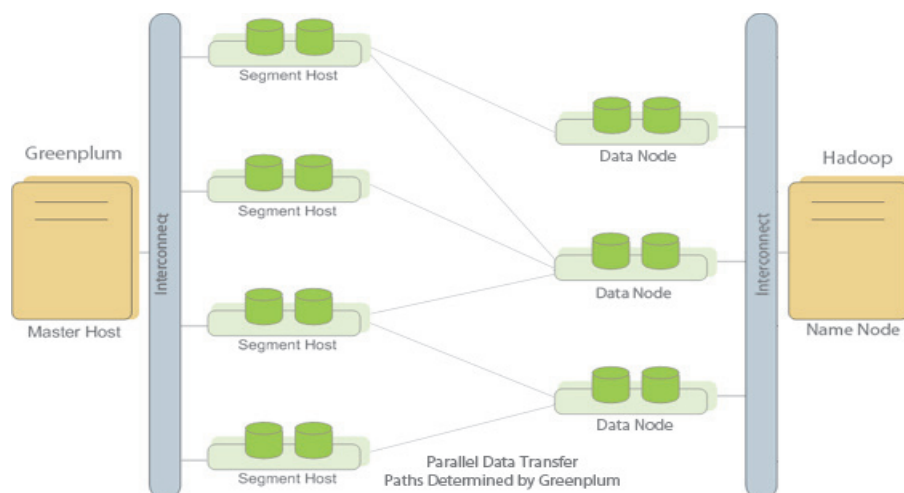 Greenplum
Master Host
Interconnect
Segment Host
Segment Host
Segment Host
Segment Host
Parallel Data Transfer
Paths Determined by Greenplum
Data Node
Data Node
Data Node
Interconnect
Hadoop
Name Node